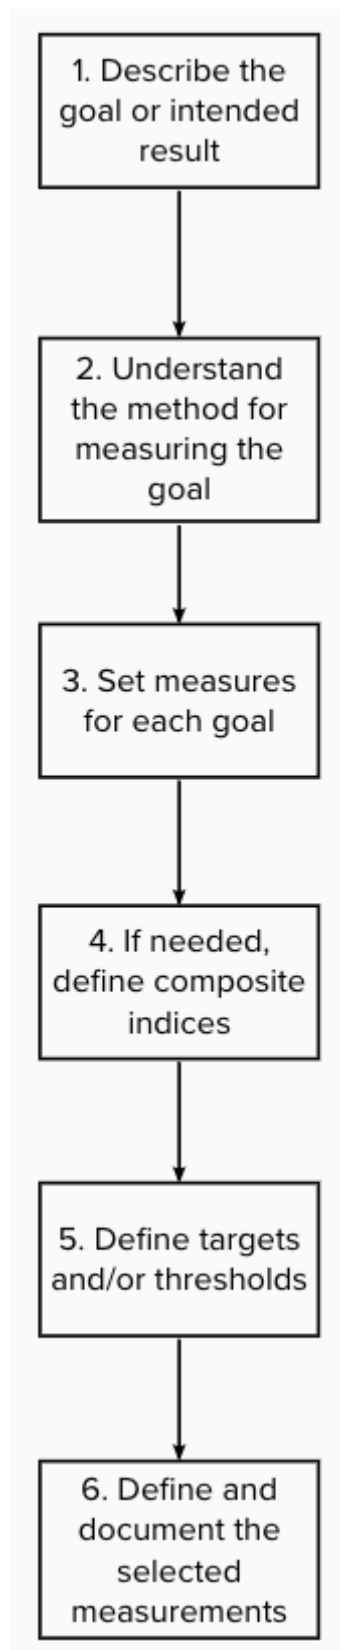 1. Describe the
goal or intended
result
2. Understand
the method for
measuring the
goal
3. Set measures
for each goal
4. If needed,
define composite
indices
5. Define targets
and/or thresholds
6. Define and
document the
selected
measurements